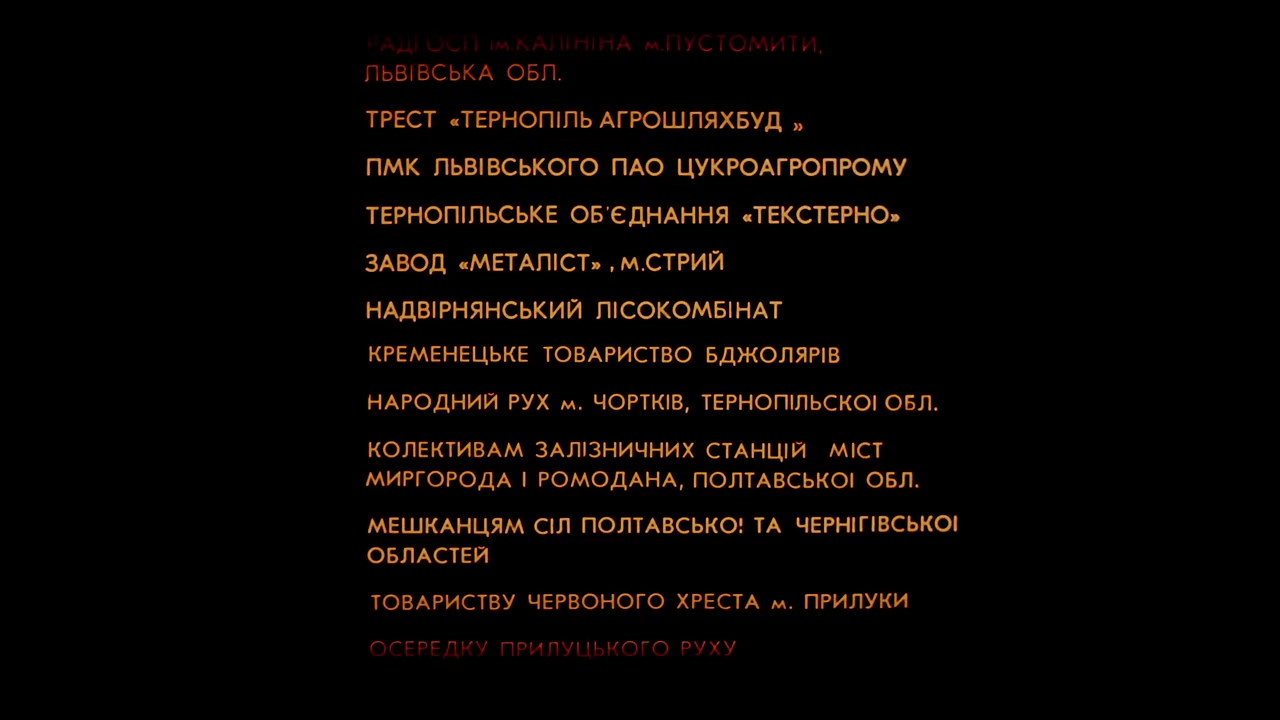 РАДГОСП ім.КАЛІНІНА м.ПУСТОМИТИ,
ЛЬВІВСЬКА ОБЛ.
ТРЕСТ «ТЕРНОПІЛЬ АГРОШЛЯХБУД »
ПМК ЛЬВІВСЬКОГО ПАО ЦУКРОАГРОПРОМУ
ТЕРНОПІЛЬСЬКЕ ОБ'ЄДНАННЯ «ТЕКСТЕРНО»
ЗАВОД «МЕТАЛІСТ» , м.СТРИЙ
НАДВІРНЯНСЬКИЙ ЛІСОКОМБІНАТ
КРЕМЕНЕЦЬКЕ ТОВАРИСТВО БДЖОЛЯРІВ
НАРОДНИЙ РУХ м. ЧОРТКІВ, ТЕРНОПІЛЬСКОІ ОБЛ.
КОЛЕКТИВАМ ЗАЛІЗНИЧНИХ СТАНЦІЙ МІСТ
МИРГОРОДА І РОМОДАНА, ПОЛТАВСЬКОІ ОБЛ.
МЕШКАНЦЯМ СІЛ ПОЛТАВСЬКО! ТА ЧЕРНІГІВСЬКОІ
ОБЛАСТЕЙ
ТОВАРИСТВУ ЧЕРВОНОГО ХРЕСТА м. ПРИЛУКИ
ОСЕРЕДКУ ПРИЛУЦЬКОГО РУХУ